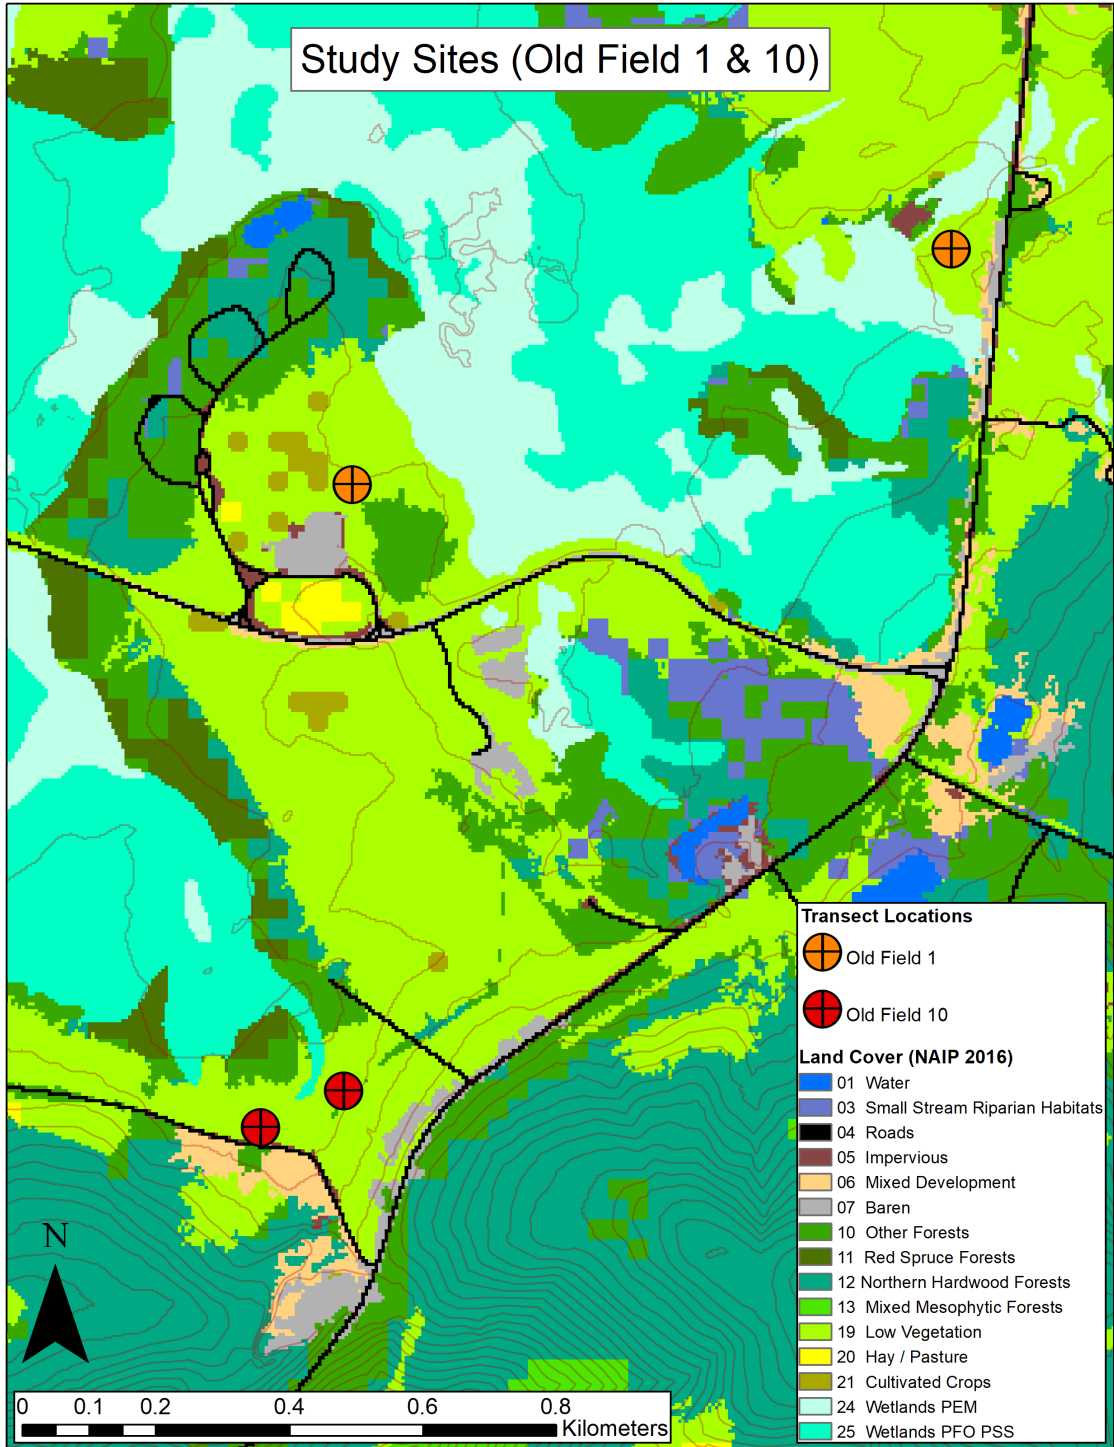 Study Sites (Old Field 1 & 10)
Transect Locations
Old Field 1
Old Field 10
Land Cover (NAIP 2016)
01 Water
03 Small Stream Riparian Habitats
04 Roads
05 Impervious
06 Mixed Development
07 Baren
10 Other Forests
11 Red Spruce Forests
12 Northern Hardwood Forests
13 Mixed Mesophytic Forests
19 Low Vegetation
20 Hay / Pasture
21 Cultivated Crops
24 Wetlands PEM
25 Wetlands PFO PSS
N
0 0.1 0.2 0.4 0.6 0.8
Kilometers